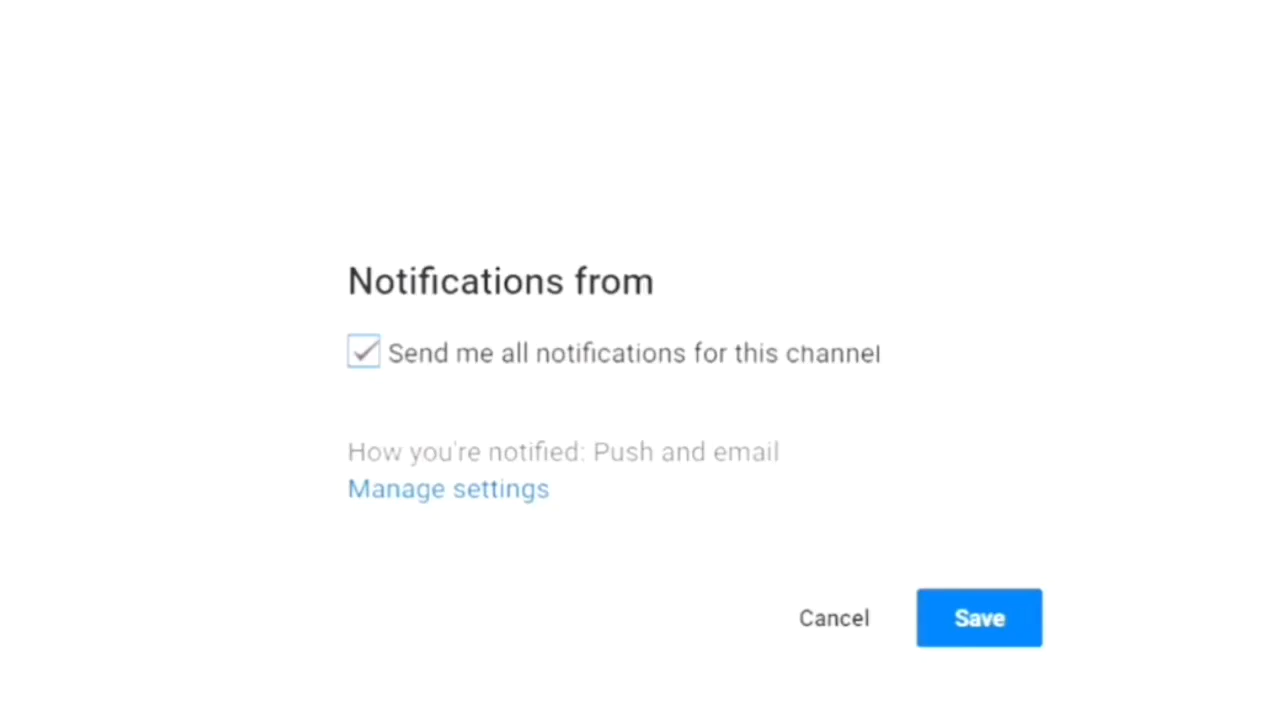 Notifications from
Send me all notifications for this channel
How you're notified: Push and email
Manage settings
Cancel
Save